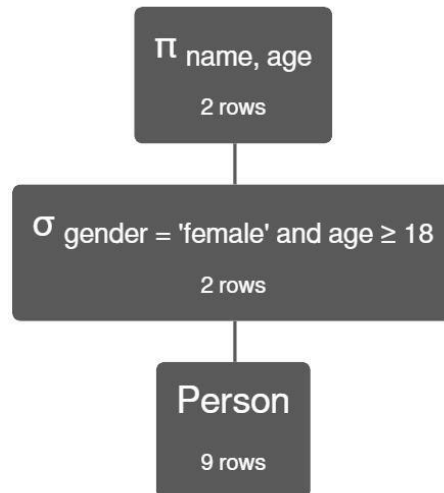 π name, age
2 rows
σ gender = 'female' and age ≥ 18
2 rows
Person
9 rows